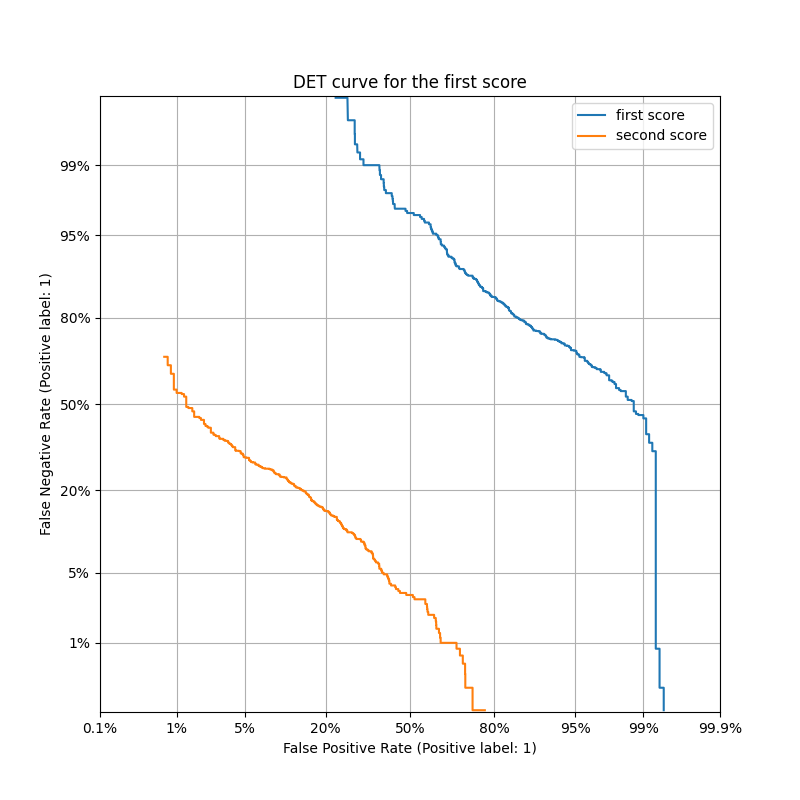 DET curve for the first score
first score
second score
99%
95%
80%
50%
20%
5%
1%
False Negative Rate (Positive label: 1)
0.1% 1% 5% 20% 50% 80% 95% 99% 99.9%
False Positive Rate (Positive label: 1)